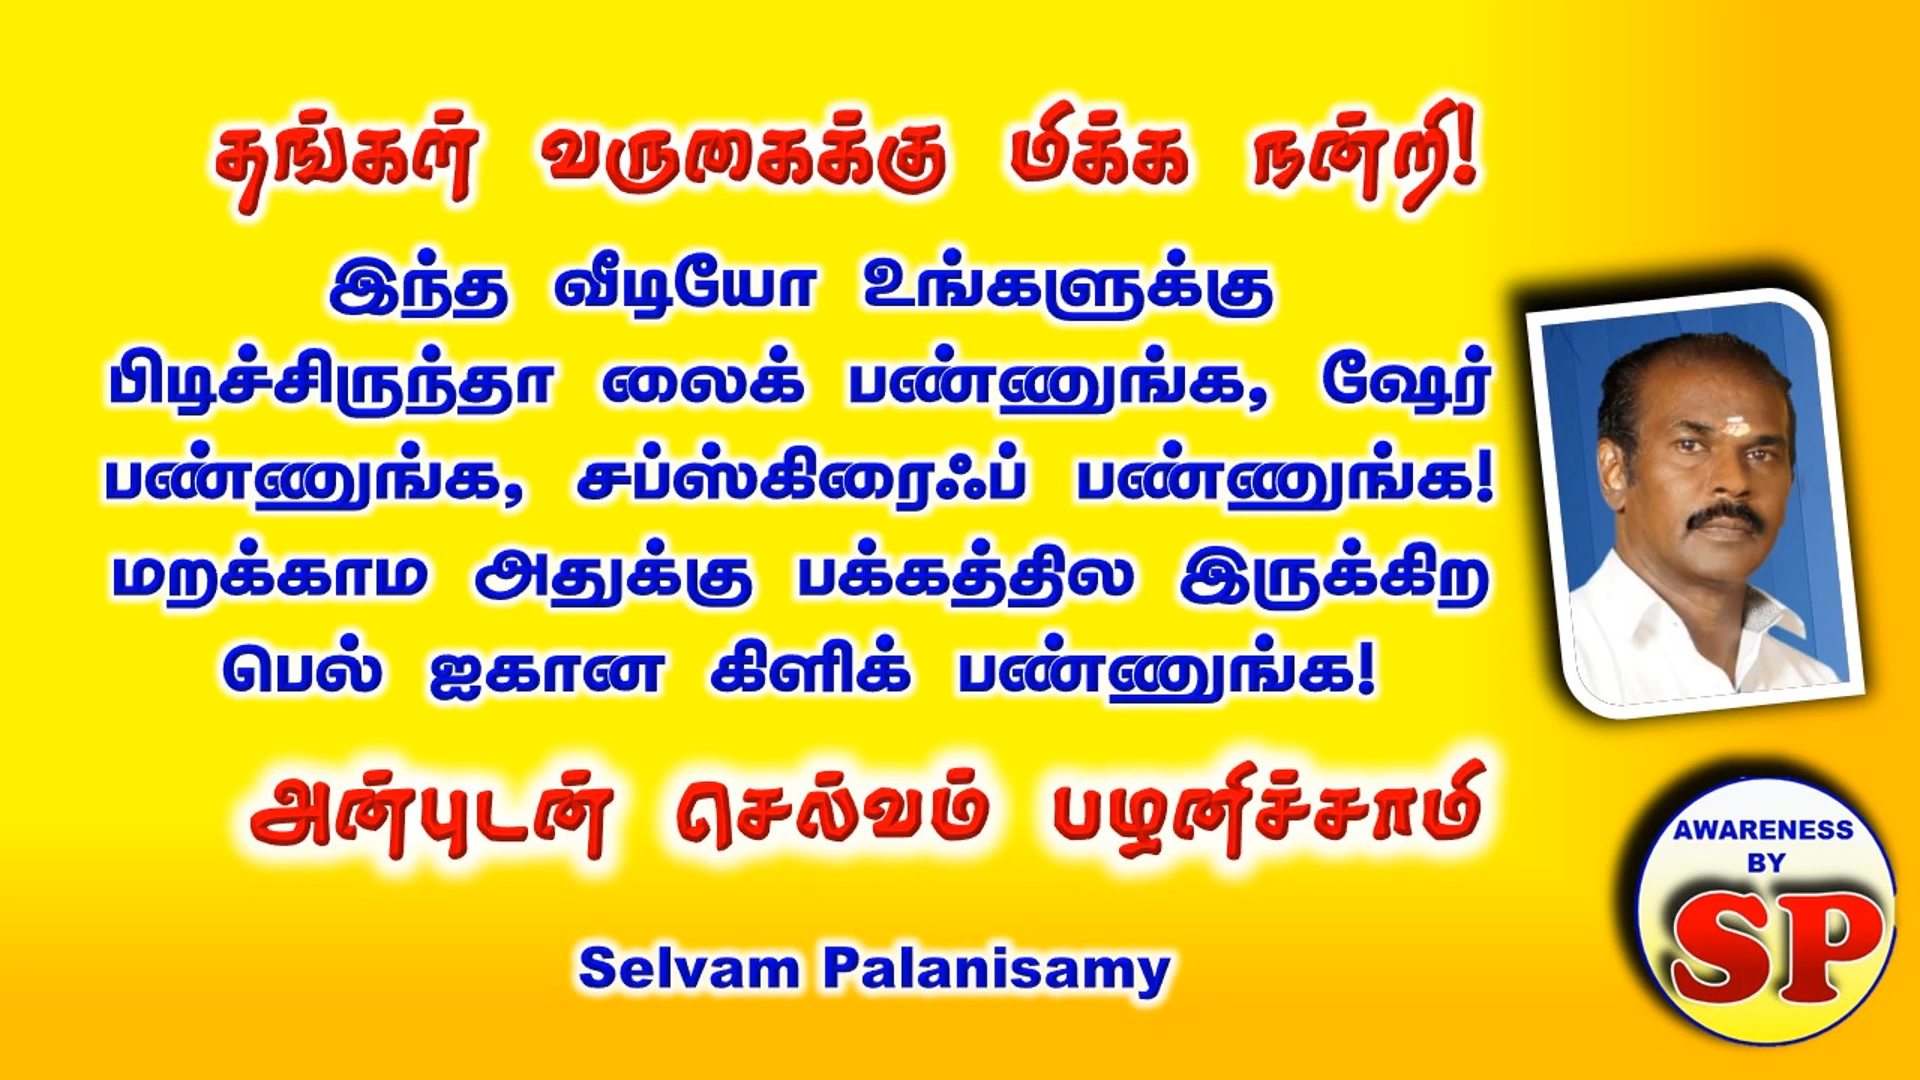 தங்கள் வருகைக்கு மிக்க நன்றி!
இந்த வீடியோ உங்களுக்கு
பிடிச்சிருந்தா லைக் பண்ணுங்க, ஷேர்
பண்ணுங்க, சப்ஸ்கிரைஃப் பண்ணுங்க!
மறக்காம அதுக்கு பக்கத்தில இருக்கிற
பெல் ஐகான கிளிக் பண்ணுங்க!
அன்புடன் செல்வம் பழனிச்சாமி
Selvam Palanisamy
AWARENESS
BY
SP